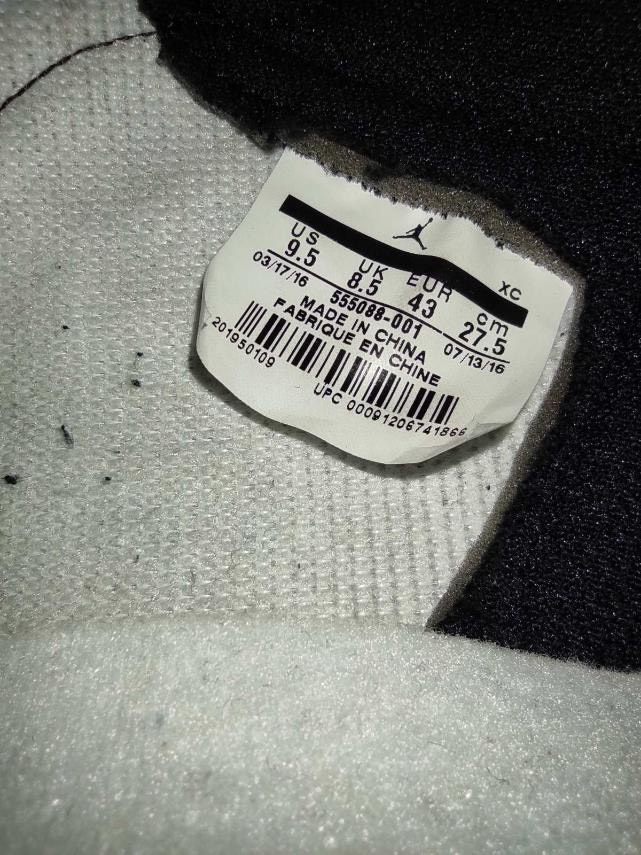 XC
US UK EUR cm
9.5 8.5 43 27.5
03/17/16 555088-001 07/13/16
MADE IN CHINA
FABRIQUE EN CHINE
201950109 UPC 00091206741866